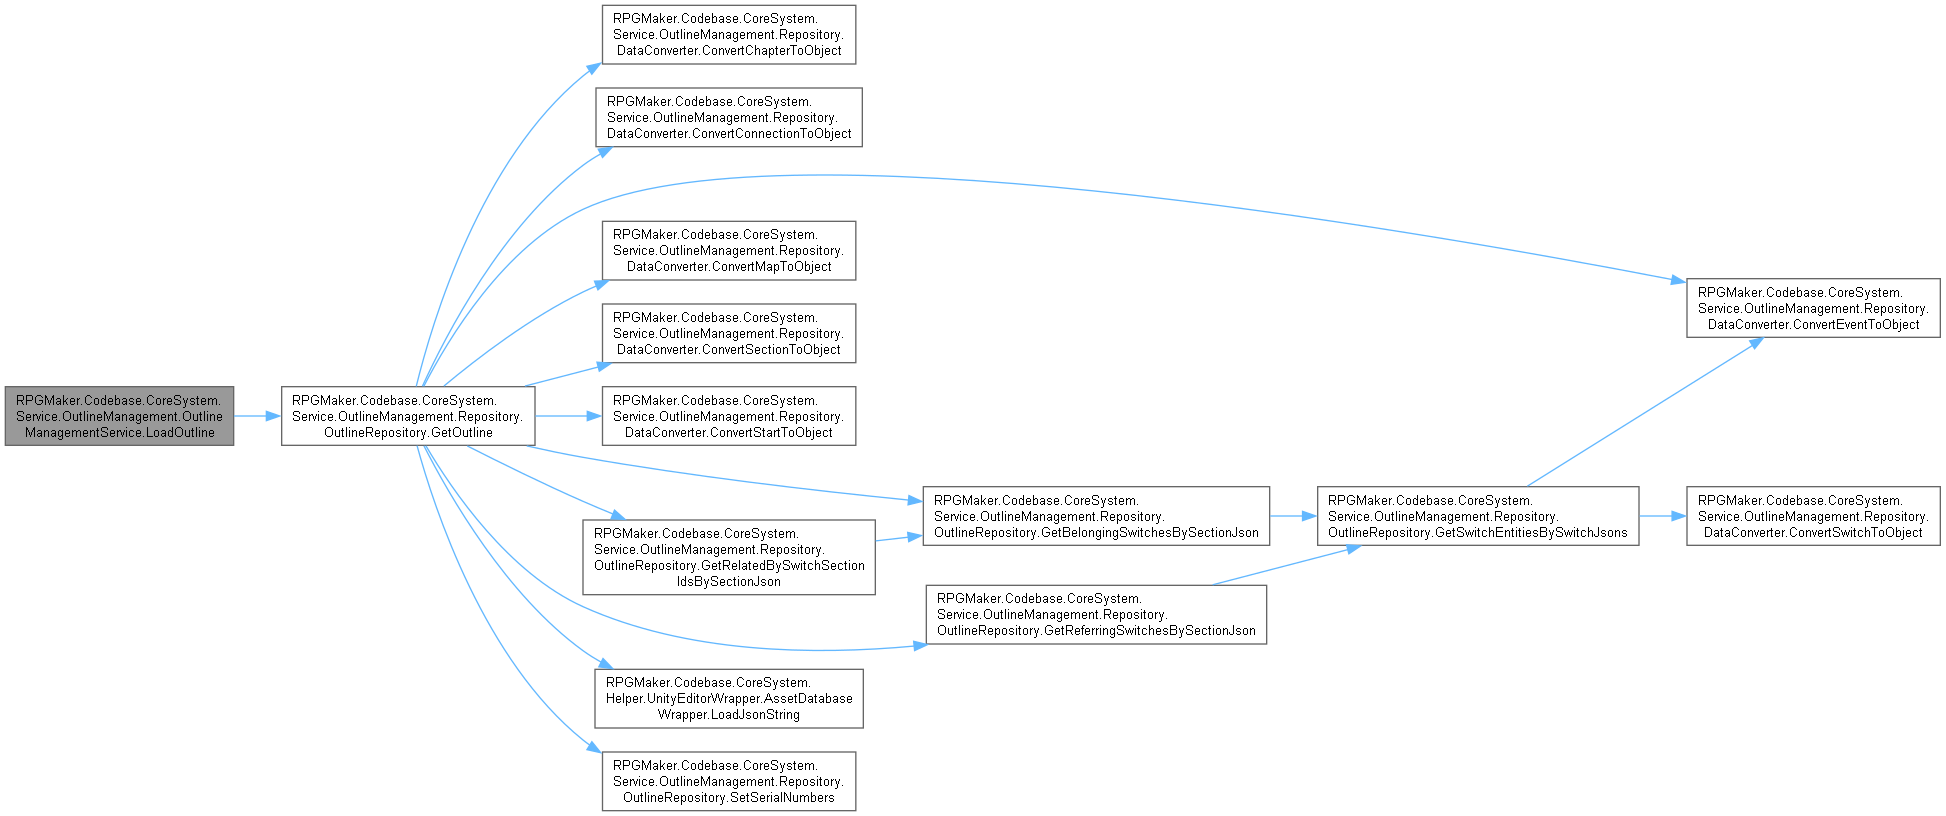 RPGMaker.Codebase.CoreSystem.
Service.OutlineManagement.Repository.
DataConverter.ConvertChapterToObject
RPGMaker.Codebase.CoreSystem.
Service.OutlineManagement.Repository.
DataConverter.ConvertConnectionToObject
RPGMaker.Codebase.CoreSystem.
Service.OutlineManagement.Repository.
DataConverter.ConvertMapToObject
RPGMaker.Codebase.CoreSystem.
Service.OutlineManagement.Repository.
DataConverter.ConvertEventToObject
RPGMaker.Codebase.CoreSystem.
Service.OutlineManagement.Repository.
DataConverter.ConvertSectionToObject
RPGMaker.Codebase.CoreSystem.
Service.OutlineManagement.Outline
ManagementService.LoadOutline
RPGMaker.Codebase.CoreSystem.
Service.OutlineManagement.Repository.
OutlineRepository.GetOutline
RPGMaker.Codebase.CoreSystem.
Service.OutlineManagement.Repository.
DataConverter.ConvertStartToObject
RPGMaker.Codebase.CoreSystem.
Service.OutlineManagement.Repository.
OutlineRepository.GetBelongingSwitchesBySectionJson
RPGMaker.Codebase.CoreSystem.
Service.OutlineManagement.Repository.
OutlineRepository.GetSwitchEntitiesBySwitchJsons
RPGMaker.Codebase.CoreSystem.
Service.OutlineManagement.Repository.
DataConverter.ConvertSwitchToObject
RPGMaker.Codebase.CoreSystem.
Service.OutlineManagement.Repository.
OutlineRepository.GetRelatedBySwitchSection
IdsBySectionJson
RPGMaker.Codebase.CoreSystem.
Service.OutlineManagement.Repository.
OutlineRepository.GetReferringSwitchesBySectionJson
RPGMaker.Codebase.CoreSystem.
Helper.UnityEditorWrapper.AssetDatabase
Wrapper.LoadJsonString
RPGMaker.Codebase.CoreSystem.
Service.OutlineManagement.Repository.
OutlineRepository.SetSerialNumbers